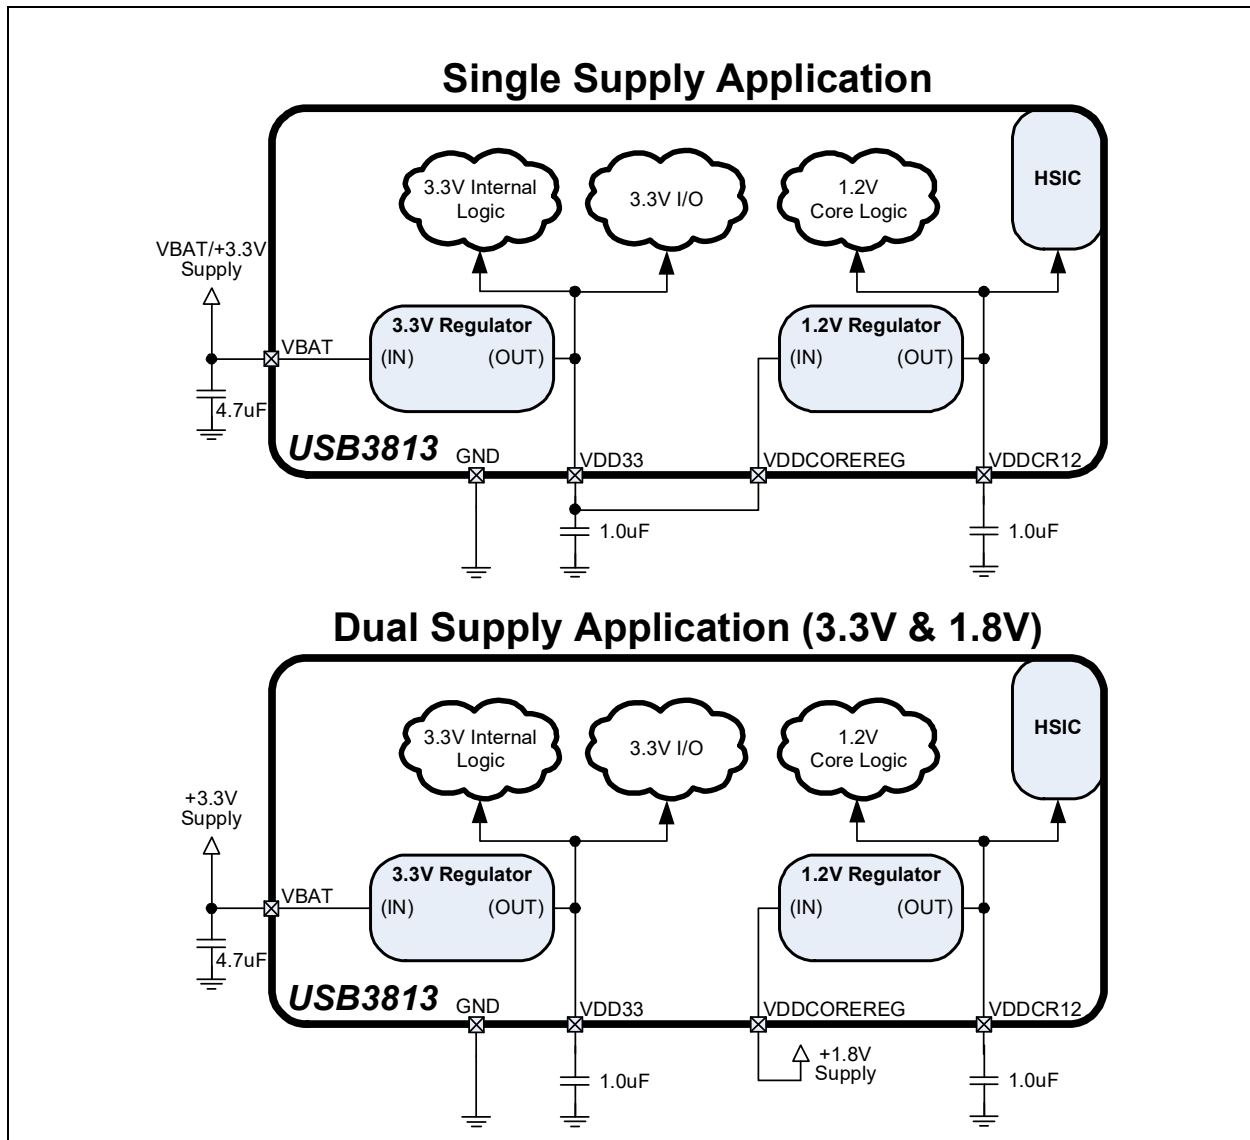 Single Supply Application
3.3V Internal
Logic
3.3V I/O
1.2V
Core Logic
HSIC
VBAT/+3.3V
Supply
VBAT
3.3V Regulator
(IN)
(OUT)
1.2V Regulator
(IN)
(OUT)
4.7uF
USB3813
GND
VDD33
VDDCOREREG
VDDCR12
1.0uF
1.0uF
Dual Supply Application (3.3V & 1.8V)
3.3V Internal
Logic
3.3V I/O
1.2V
Core Logic
HSIC
+3.3V
Supply
VBAT
3.3V Regulator
(IN)
(OUT)
1.2V Regulator
(IN)
(OUT)
4.7uF
USB3813
GND
VDD33
VDDCOREREG
VDDCR12
1.0uF
+1.8V
Supply
1.0uF